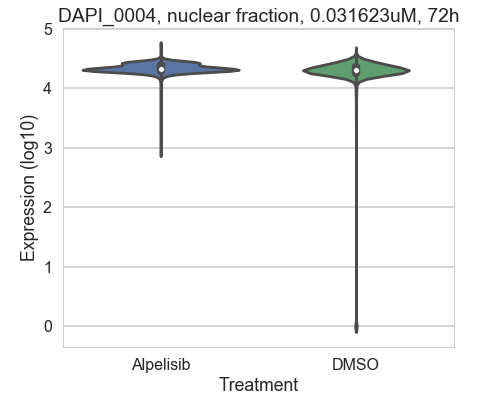 DAPI_0004, nuclear fraction, 0.031623uM, 72h
5
4
3
2
1
0
Expression (log10)
Alpelisib
DMSO
Treatment